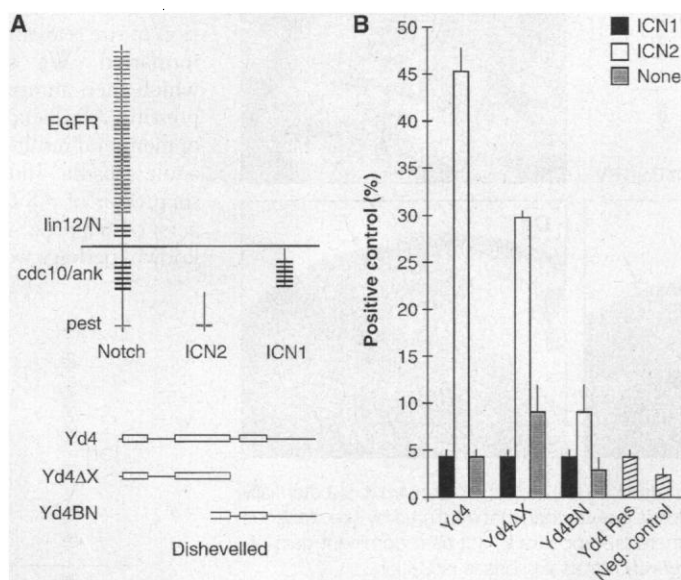 A
EGFR
lin12/N
cdc10/ank
pest
Notch
ICN2
ICN1
Yd4
Yd4ΔX
Yd4BN
Dishevelled
B
ICN1
ICN2
None
Positive control (%)
50
45
40
35
30
25
20
15
10
5
0
Yd4
Yd4ΔX
Yd4BN
Yd4 Ras
Neg. control